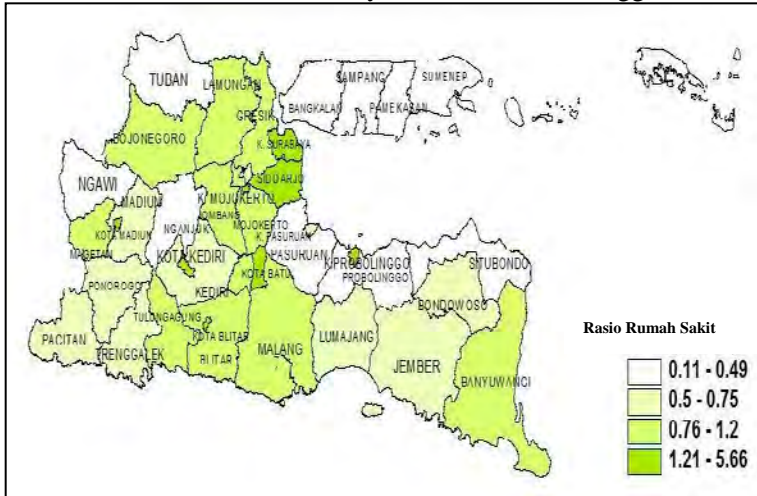 TUDAN
LAMONGAN
SAMPANG
SUMENEP
BANGKALAN
PAMEKASAN
GRESIK
BOJONEGORO
K. SURABAYA
SIDOARJO
NGAWI
MADIUN
K. MOJOKERTO
JOMBANG
MOJOKERTO
NGANJUK
KOTA MADIUN
K. PASURUAN
MAGETAN
KOTA KEDIRI
PASURUAN
K.PROBOLINGGO
PROBOLINGGO
SITUBONDO
KOTA BATU
PONOROGO
KEDIRI
BONDOWOSO
TULUNGAGUNG
KOTA BLITAR
PACITAN
TRENGGALEK
BLITAR
MALANG
LUMAJANG
JEMBER
BANYUWANGI
Rasio Rumah Sakit
0.11 - 0.49
0.5 - 0.75
0.76 - 1.2
1.21 - 5.66